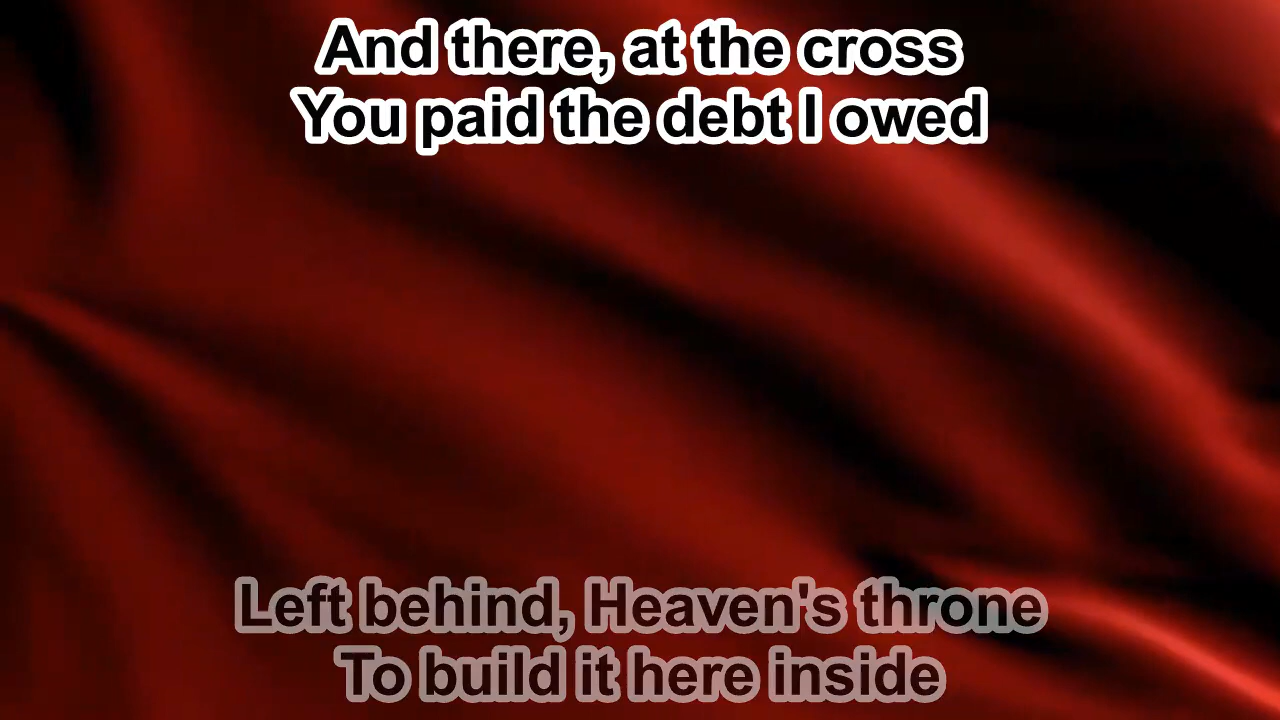 And there, at the cross
You paid the debt I owed
Left behind, Heaven's throne
To build it here inside